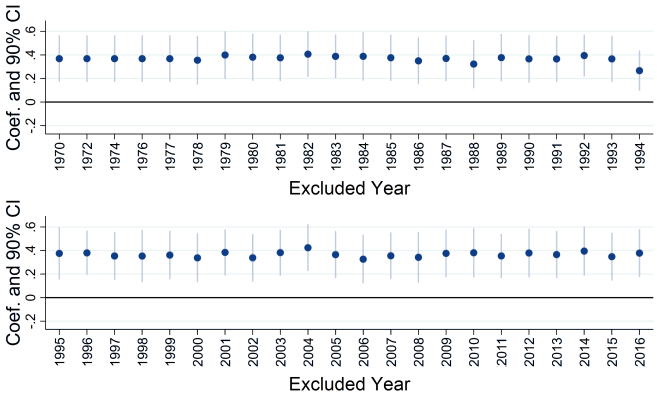 Coef. and 90% CI
.6
.4
.2
0
-.2
1970 1972 1974 1976 1977 1978 1979 1980 1981 1982 1983 1984 1985 1986 1987 1988 1989 1990 1991 1992 1993 1994
Excluded Year
Coef. and 90% CI
.6
.4
.2
0
-.2
1995 1996 1997 1998 1999 2000 2001 2002 2003 2004 2005 2006 2007 2008 2009 2010 2011 2012 2013 2014 2015 2016
Excluded Year